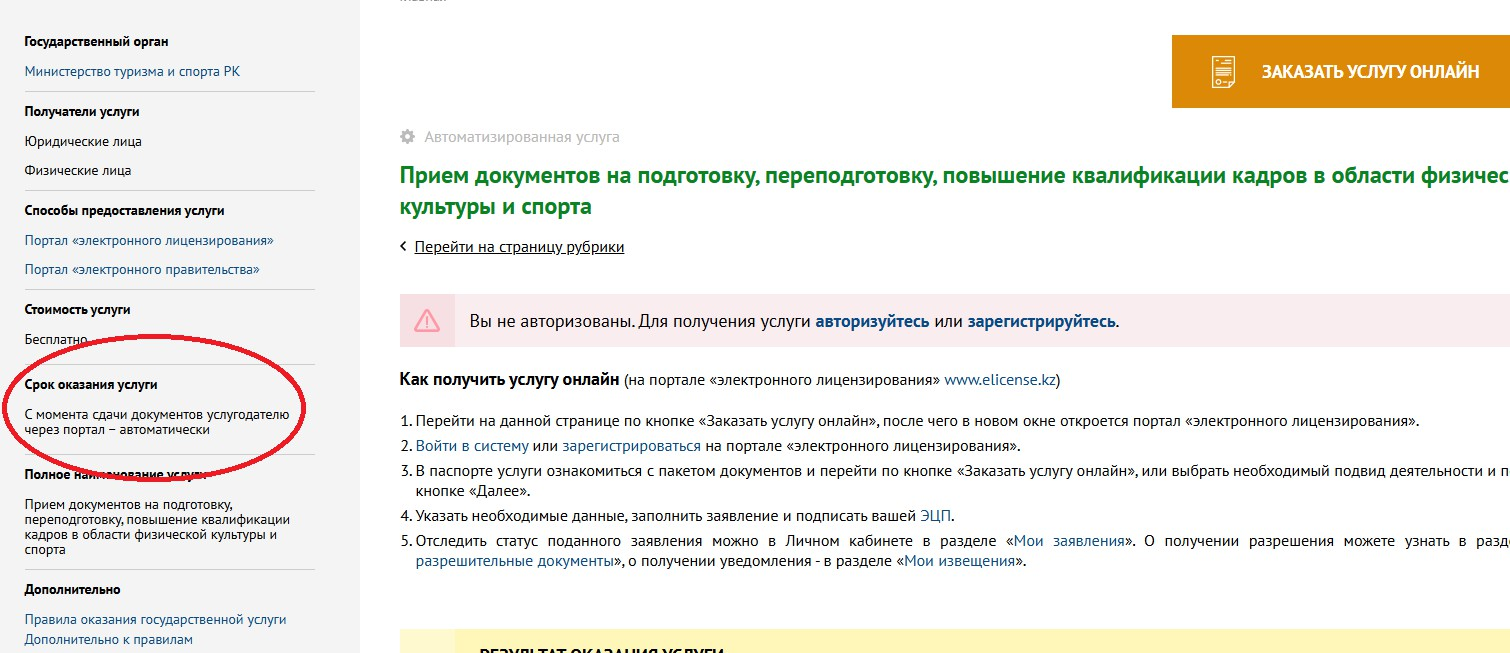 Государственный орган
Министерство туризма и спорта РК
Получатели услуги
Юридические лица
Физические лица
Способы предоставления услуги
Портал «электронного лицензирования»
Портал «электронного правительства»
Стоимость услуги
Бесплатно
Срок оказания услуги
С момента сдачи документов услугодателю
через портал – автоматически
Полное наименование услуги
Прием документов на подготовку,
переподготовку, повышение квалификации
кадров в области физической культуры и
спорта
Дополнительно
Правила оказания государственной услуги
Дополнительно к правилам
ЗАКАЗАТЬ УСЛУГУ ОНЛАЙН
Автоматизированная услуга
Прием документов на подготовку, переподготовку, повышение квалификации кадров в области физичес
культуры и спорта
Перейти на страницу рубрики
Вы не авторизованы. Для получения услуги авторизуйтесь или зарегистрируйтесь.
Как получить услугу онлайн (на портале «электронного лицензирования» www.elicense.kz)
1. Перейти на данной странице по кнопке «Заказать услугу онлайн», после чего в новом окне откроется портал «электронного лицензирования».
2. Войти в систему или зарегистрироваться на портале «электронного лицензирования».
3. В паспорте услуги ознакомиться с пакетом документов и перейти по кнопке «Заказать услугу онлайн», или выбрать необходимый подвид деятельности и п
кнопке «Далее».
4. Указать необходимые данные, заполнить заявление и подписать вашей ЭЦП.
5. Отследить статус поданного заявления можно в Личном кабинете в разделе «Мои заявления». О получении разрешения можете узнать в разд
разрешительные документы», о получении уведомления - в разделе «Мои извещения».
РЕЗУЛЬТАТ ОКАЗАНИЯ УСЛУГИ